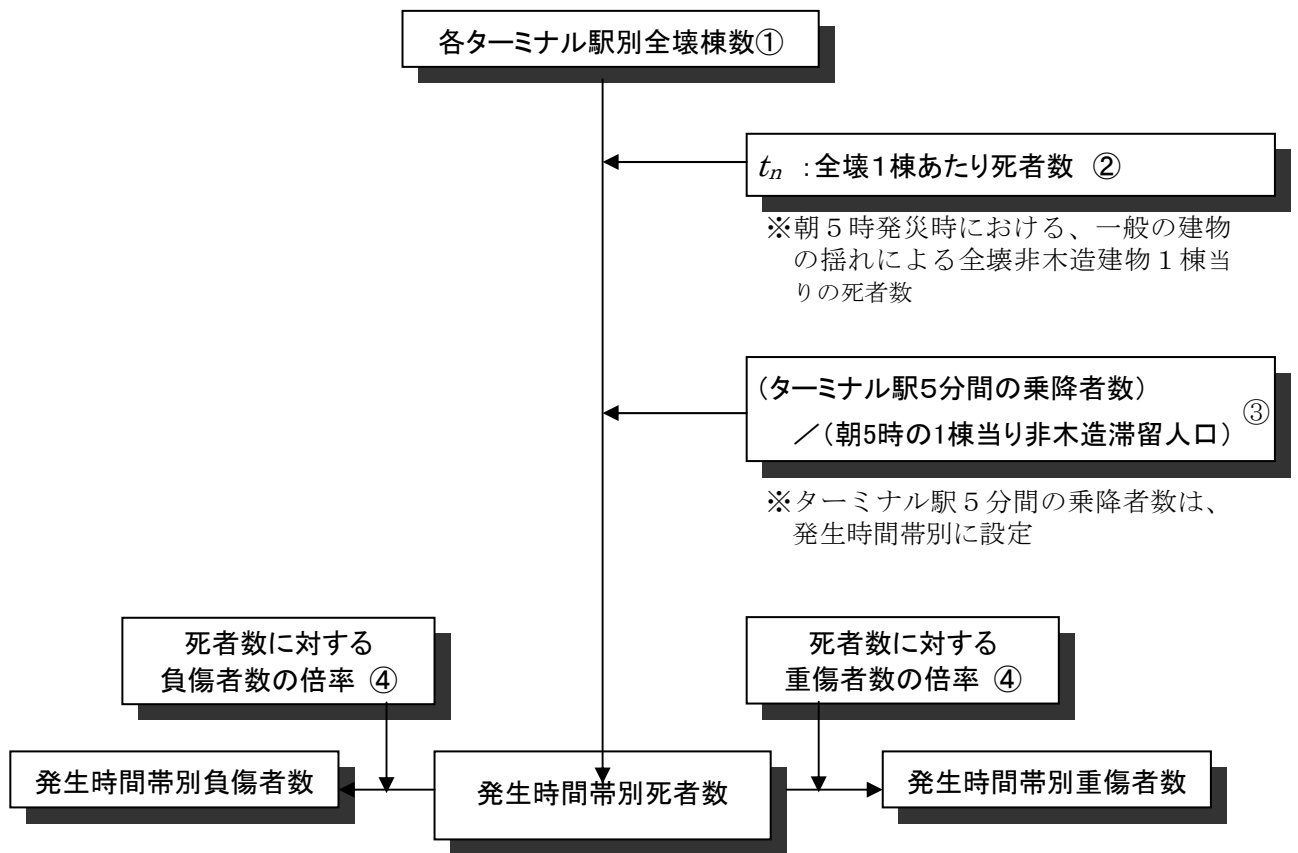 各ターミナル駅別全壊棟数①
tn ：全壊１棟あたり死者数 ②
※朝５時発災時における、一般の建物
の揺れによる全壊非木造建物１棟当
りの死者数
（ターミナル駅5分間の乗降者数）
／（朝5時の1棟当り非木造滞留人口）
③
※ターミナル駅５分間の乗降者数は、
発生時間帯別に設定
死者数に対する
負傷者数の倍率 ④
死者数に対する
重傷者数の倍率 ④
発生時間帯別負傷者数
発生時間帯別死者数
発生時間帯別重傷者数